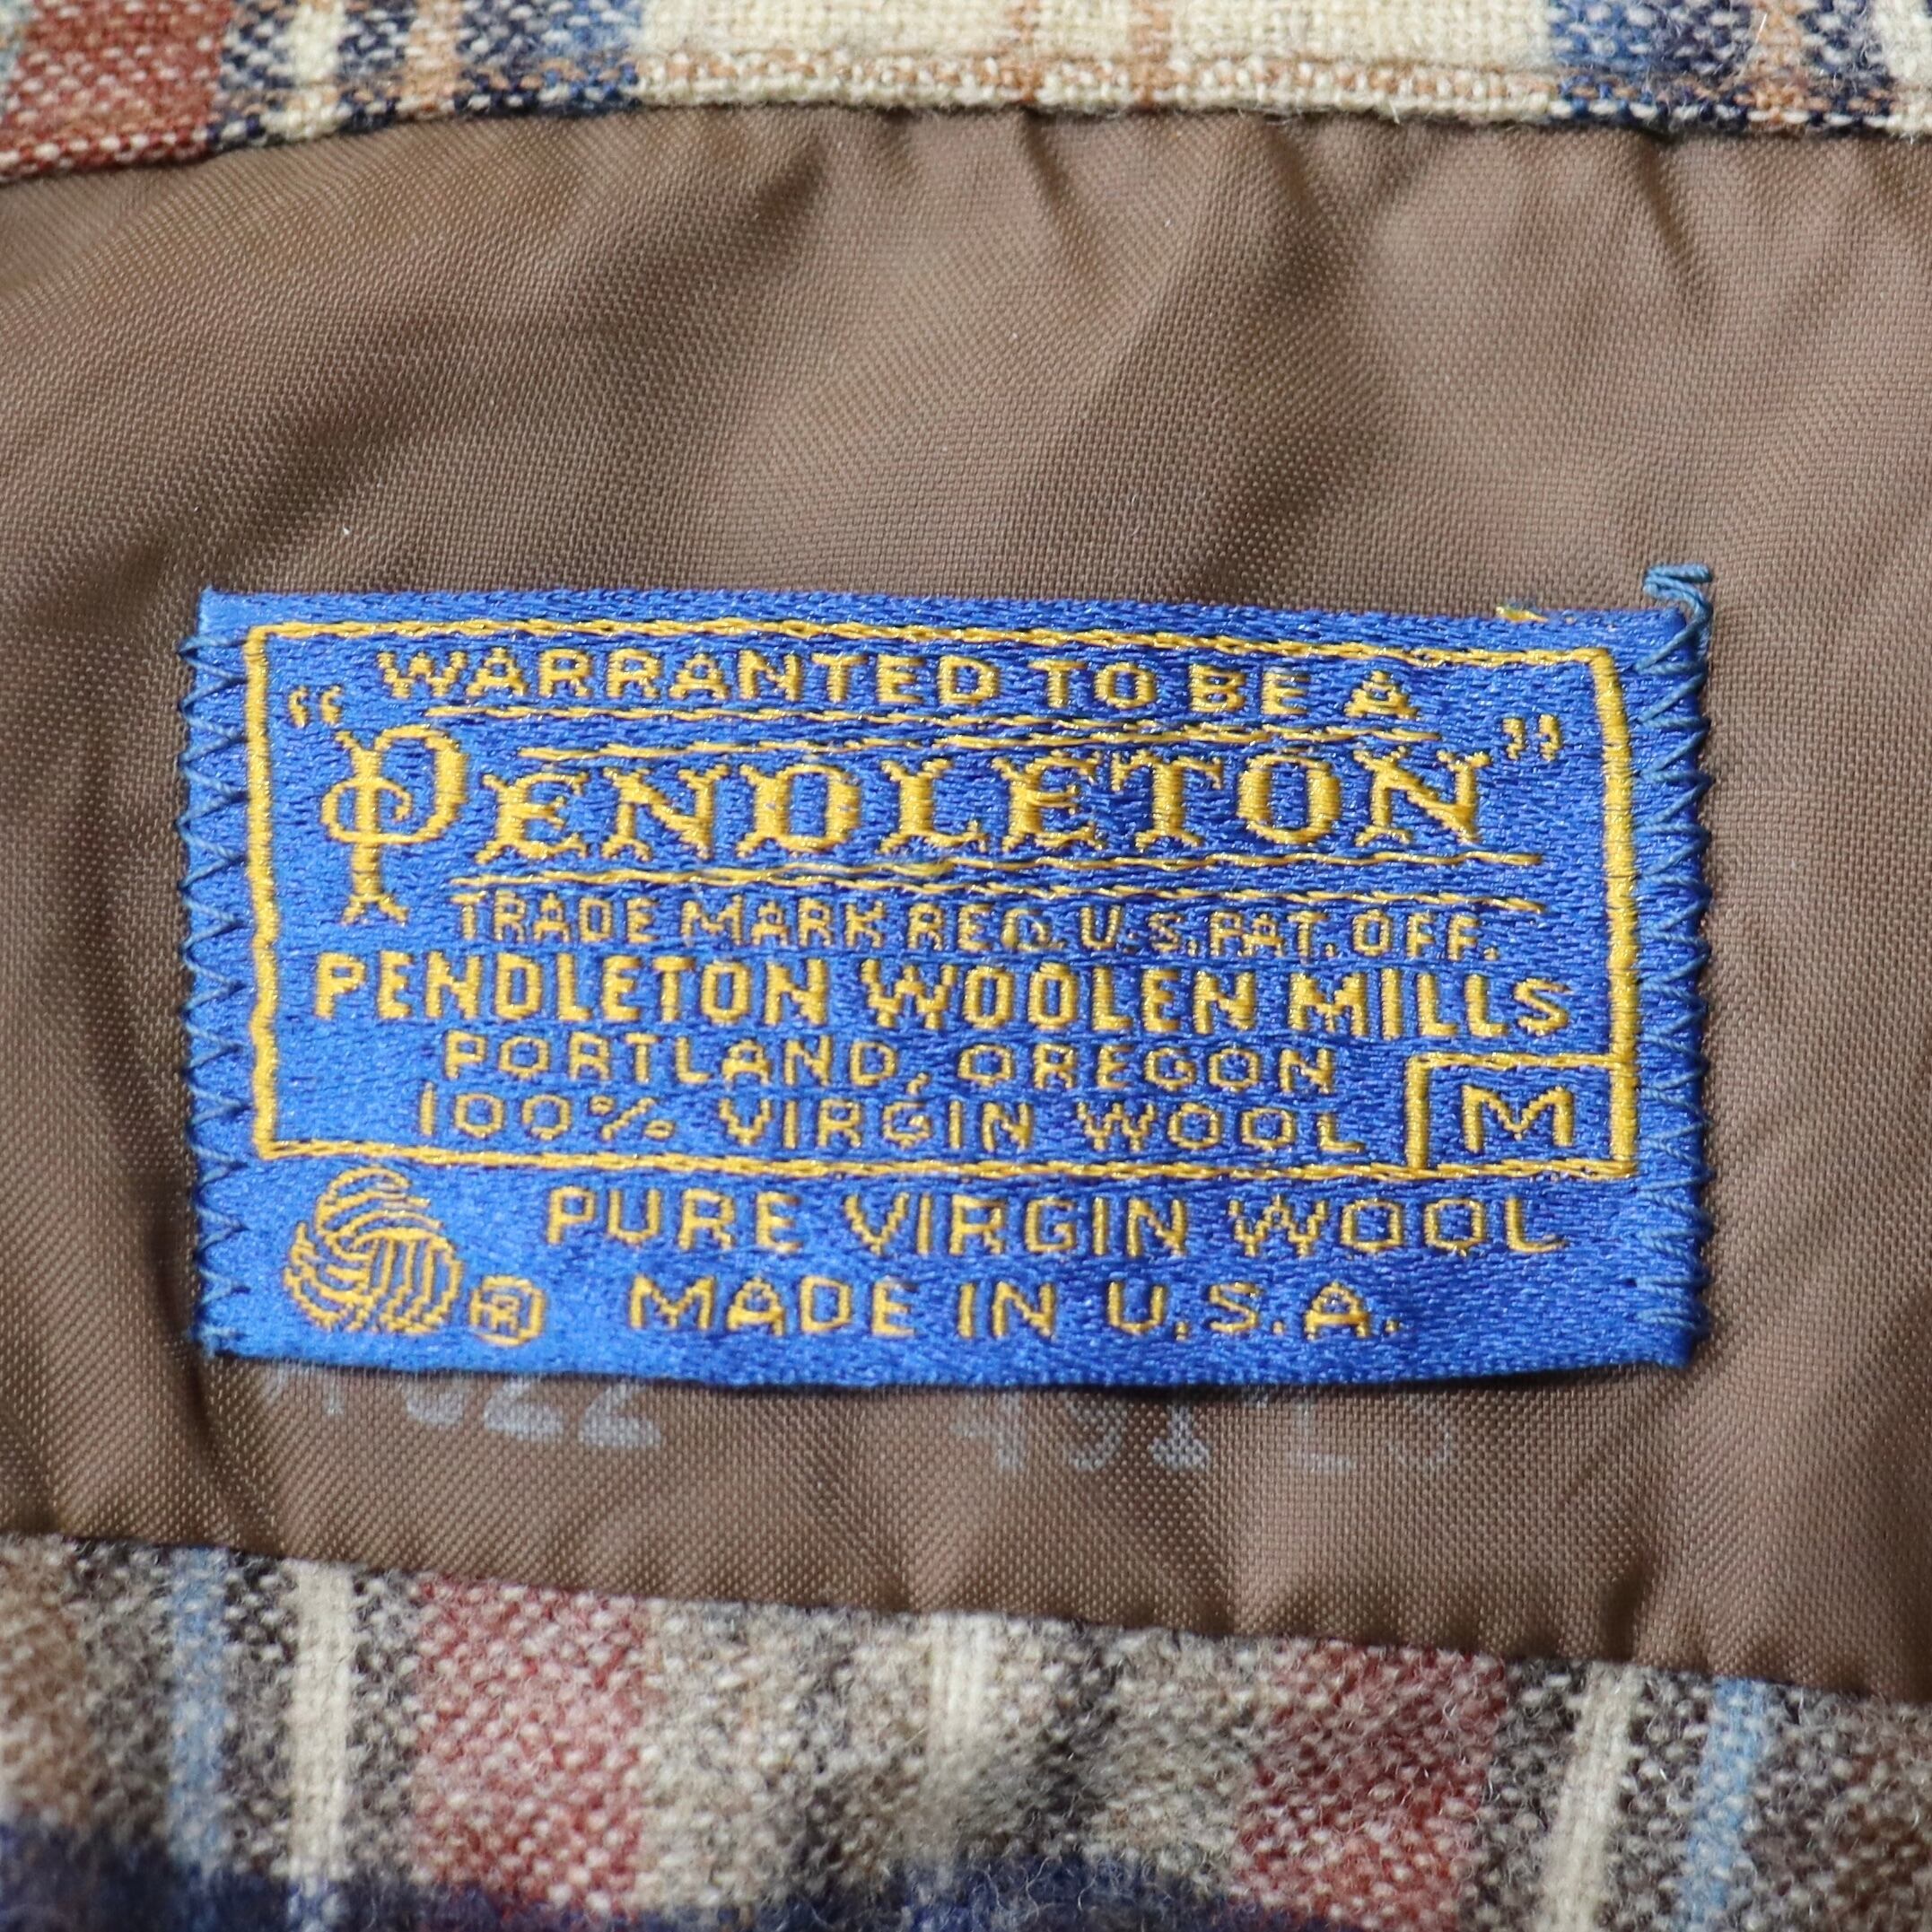 WARRANTED TO BE A
“PENDLETON”
TRADE MARK REG. U.S. PAT. OFF.
PENDLETON WOOLEN MILLS
PORTLAND, OREGON
100% VIRGIN WOOL M
PURE VIRGIN WOOL
® MADE IN U.S.A.